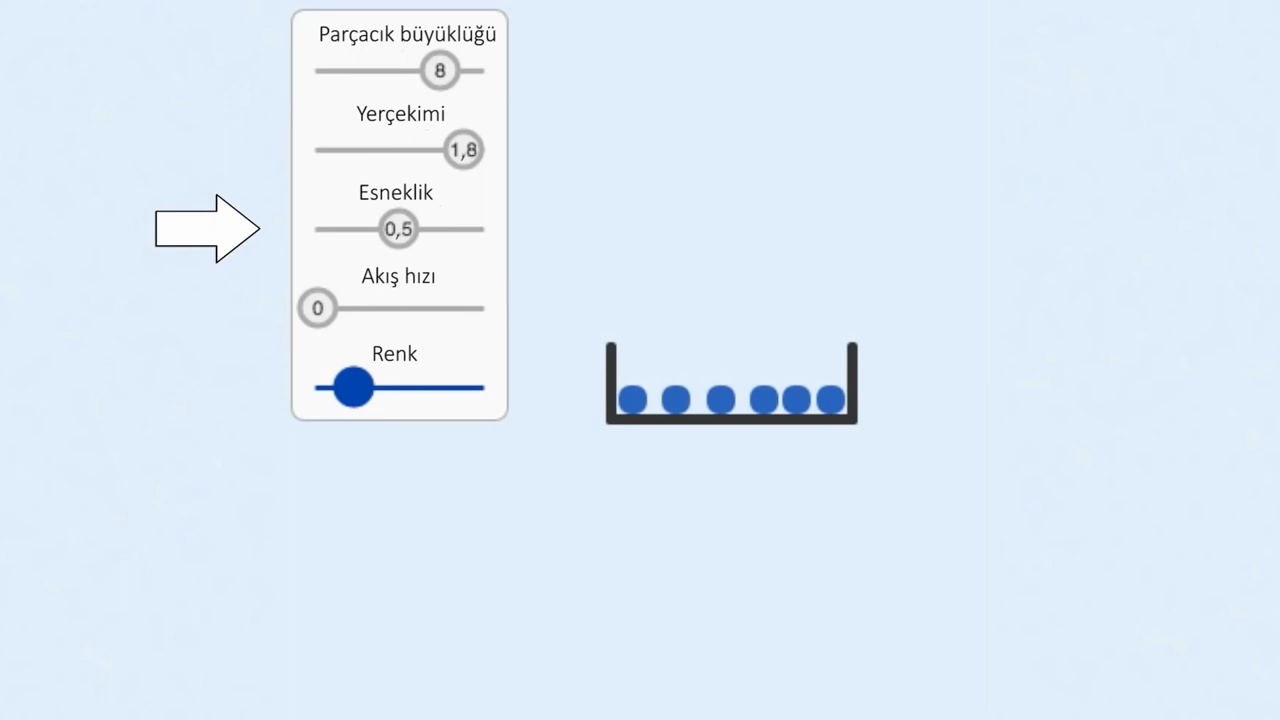 Parçacık büyüklüğü
8
Yerçekimi
1,8
Esneklik
0,5
Akış hızı
0
Renk